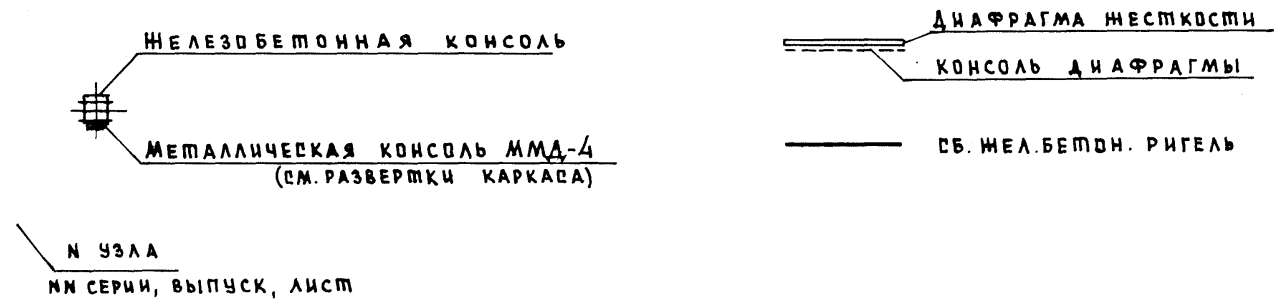 ЖЕЛЕЗОБЕТОННАЯ КОНСОЛЬ
МЕТАЛЛИЧЕСКАЯ КОНСОЛЬ ММД-4
(СМ. РАЗВЕРТКИ КАРКАСА)
N УЗЛА
NN СЕРИИ, ВЫПУСК, ЛИСТ
ДИАФРАГМА ЖЕСТКОСТИ
КОНСОЛЬ ДИАФРАГМЫ
СБ. ЖЕЛ. БЕТОН. РИГЕЛЬ